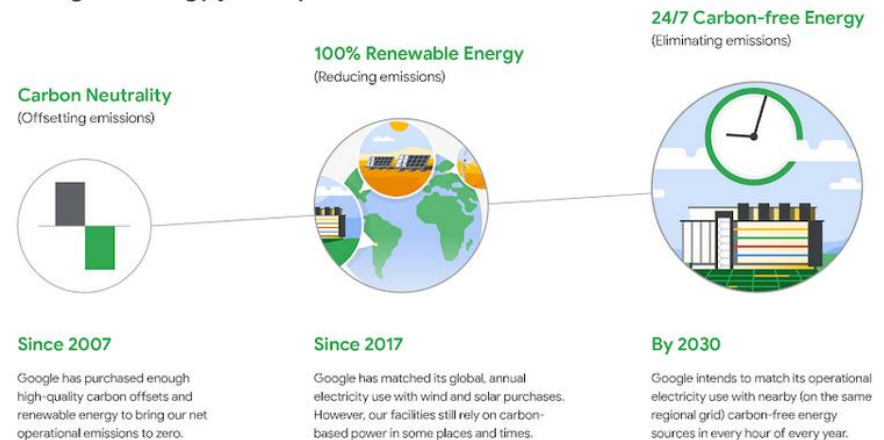 Carbon Neutrality
(Offsetting emissions)
100% Renewable Energy
(Reducing emissions)
24/7 Carbon-free Energy
(Eliminating emissions)
Since 2007
Google has purchased enough
high-quality carbon offsets and
renewable energy to bring our net
operational emissions to zero.
Since 2017
Google has matched its global, annual
electricity use with wind and solar purchases.
However, our facilities still rely on carbon-
based power in some places and times.
By 2030
Google intends to match its operational
electricity use with nearby (on the same
regional grid) carbon-free energy
sources in every hour of every year.